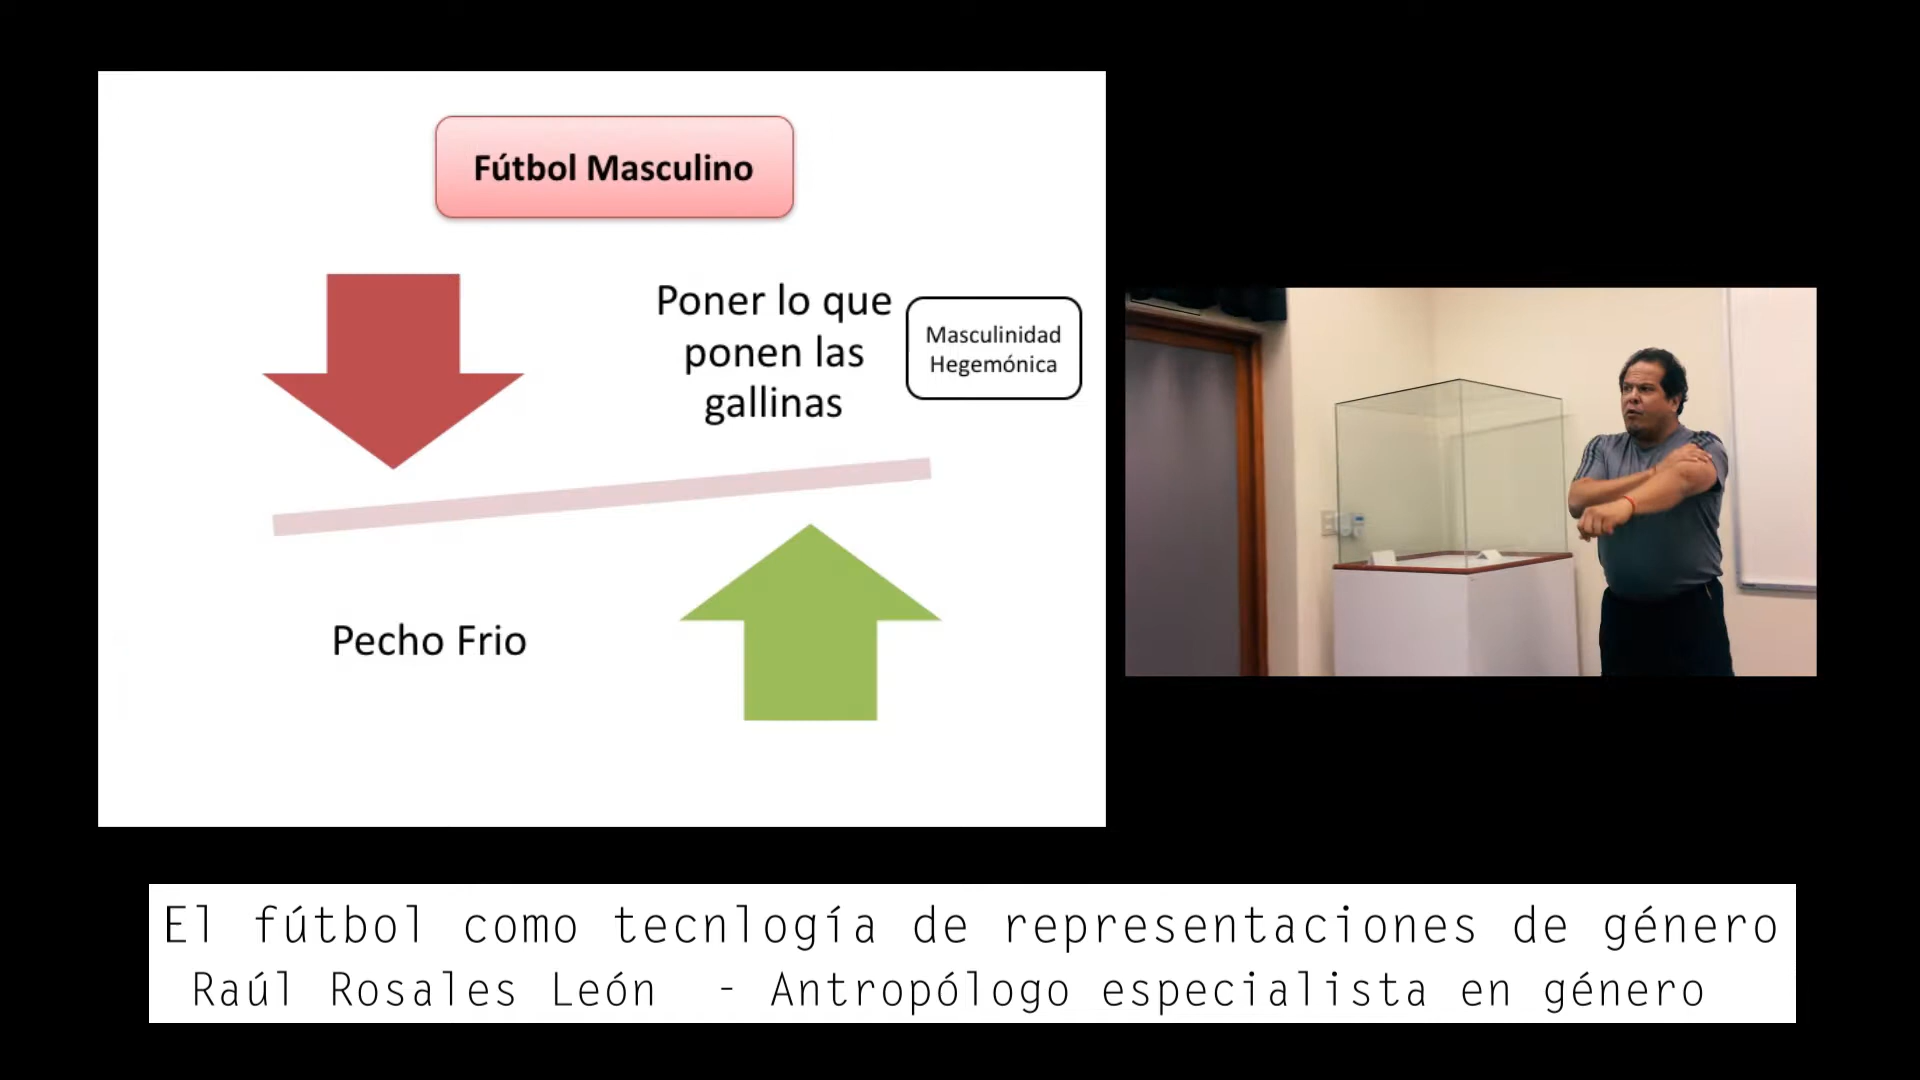 Fútbol Masculino
Poner lo que
ponen las
gallinas
Masculinidad
Hegemónica
Pecho Frio
El fútbol como tecnlogía de representaciones de género
Raúl Rosales León - Antropólogo especialista en género